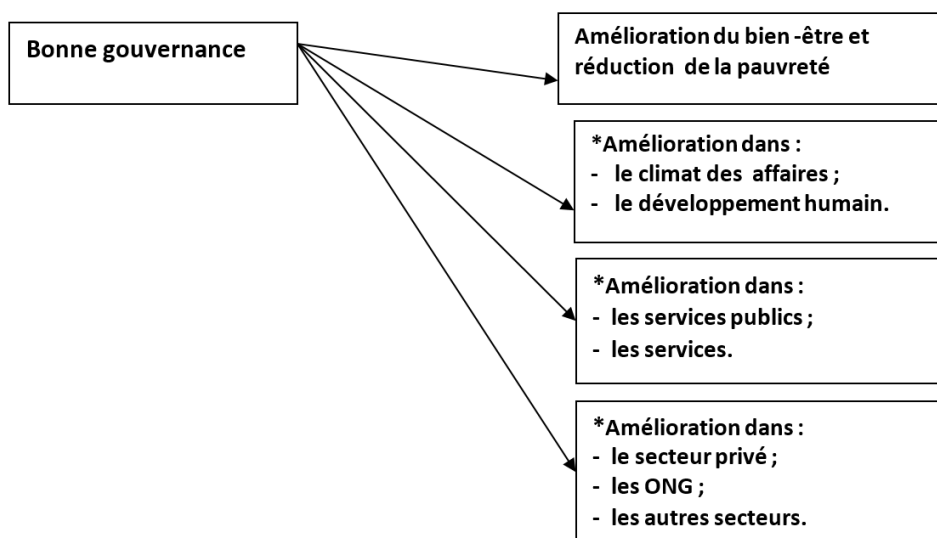 Bonne gouvernance
Amélioration du bien -être et
réduction de la pauvreté
*Amélioration dans :
- le climat des affaires ;
- le développement humain.
*Amélioration dans :
- les services publics ;
- les services.
*Amélioration dans :
- le secteur privé ;
- les ONG ;
- les autres secteurs.